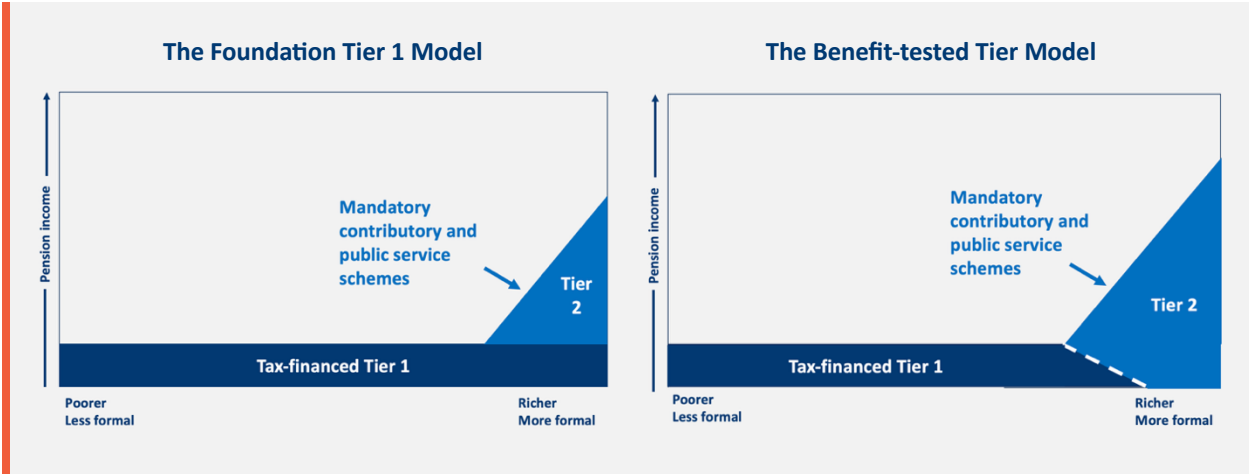 The Foundation Tier 1 Model
Pension income
Mandatory
contributory and
public service
schemes
Tier
2
Tax-financed Tier 1
Poorer
Less formal
Richer
More formal
The Benefit-tested Tier Model
Pension income
Mandatory
contributory and
public service
schemes
Tier 2
Tax-financed Tier 1
Poorer
Less formal
Richer
More formal